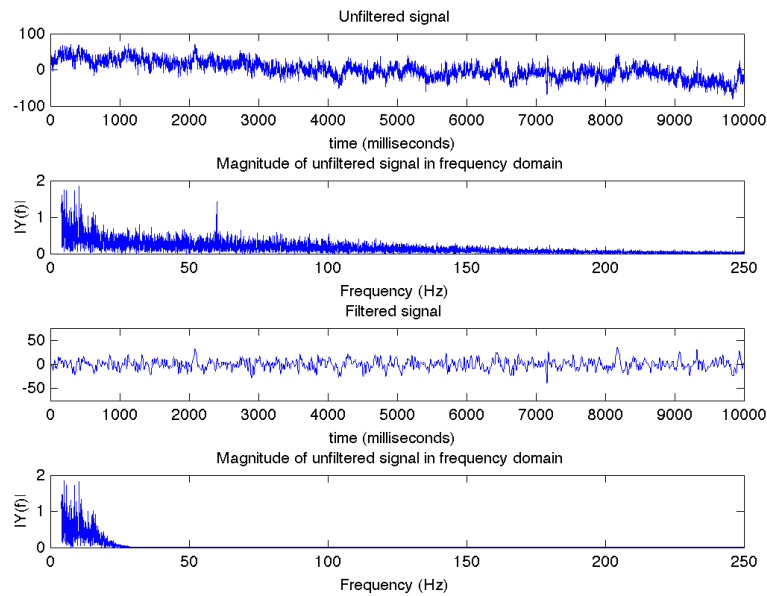 Unfiltered signal
100
0
-100
0 1000 2000 3000 4000 5000 6000 7000 8000 9000 10000
time (milliseconds)
Magnitude of unfiltered signal in frequency domain
2
1
0
|Y(f)|
0 50 100 150 200 250
Frequency (Hz)
Filtered signal
50
0
-50
0 1000 2000 3000 4000 5000 6000 7000 8000 9000 10000
time (milliseconds)
Magnitude of unfiltered signal in frequency domain
2
1
0
|Y(f)|
0 50 100 150 200 250
Frequency (Hz)